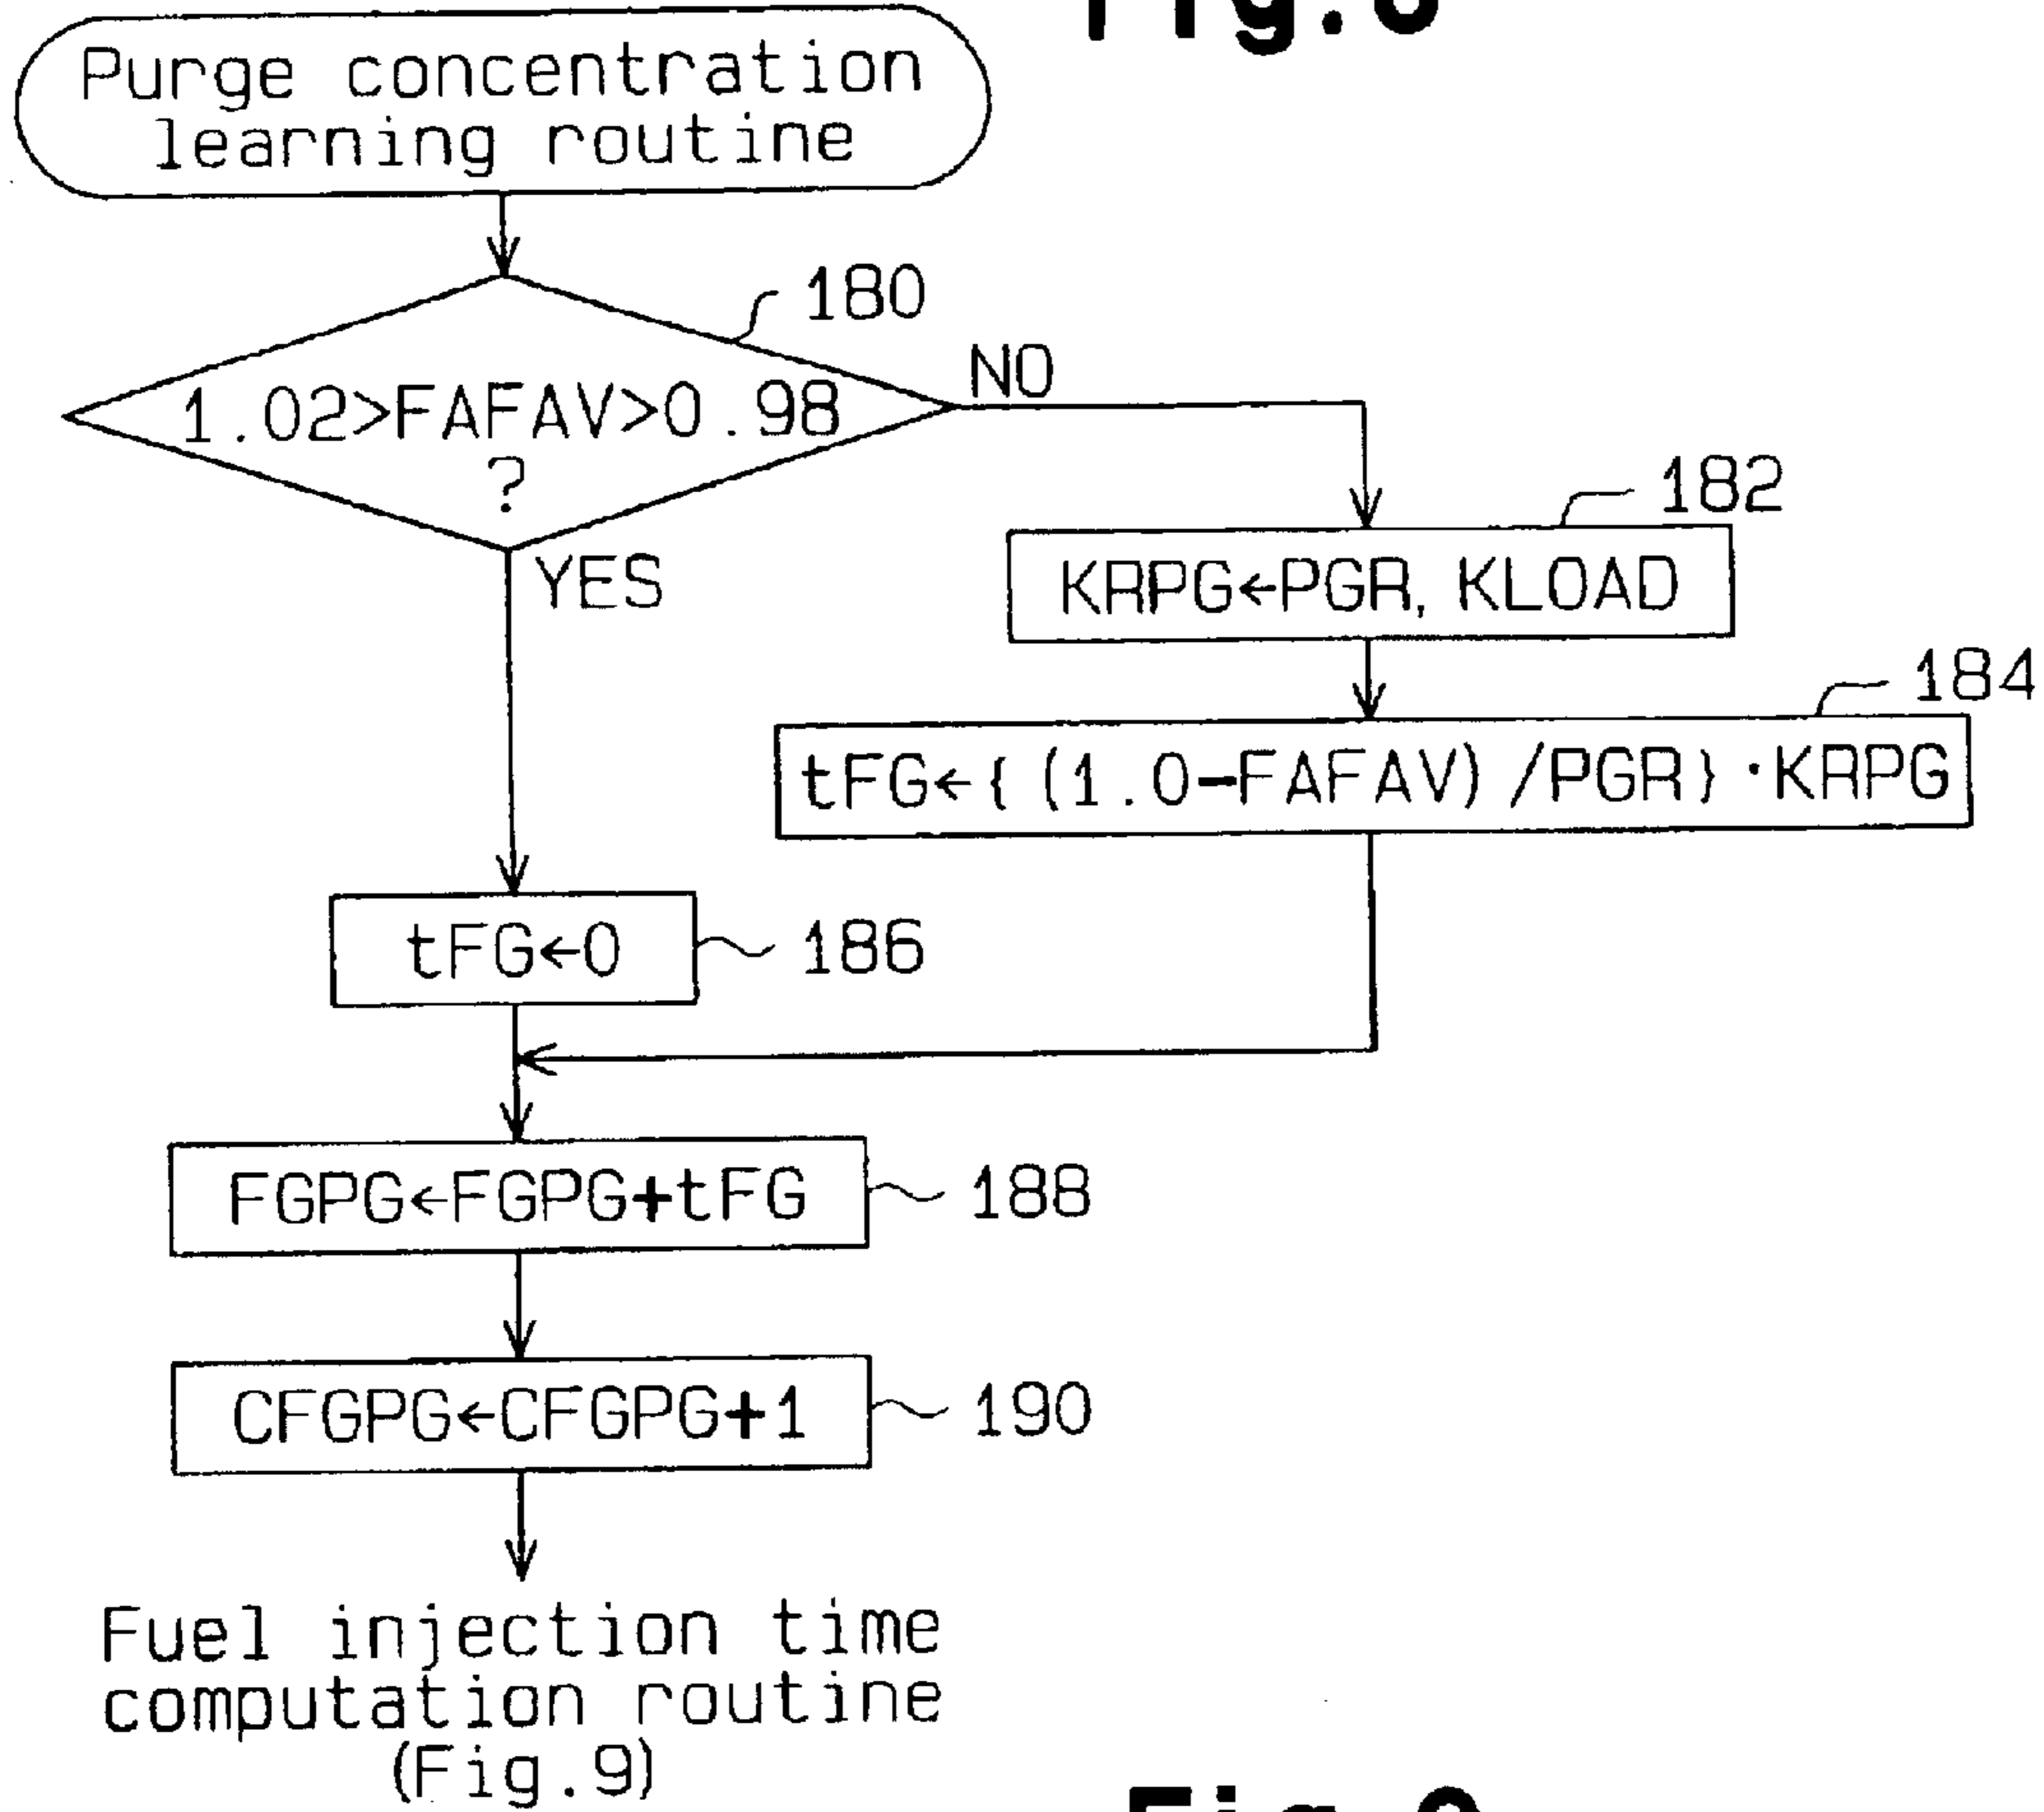 Purge concentration
learning routine
180
1.02>FAFAV>0.98
?
NO
YES
182
KRPG←PGR, KLOAD
184
tFG←{(1.0-FAFAV)/PGR}·KRPG
tFG←0
186
FGPG←FGPG+tFG
188
CFGPG←CFGPG+1
190
Fuel injection time
computation routine
(Fig.9)